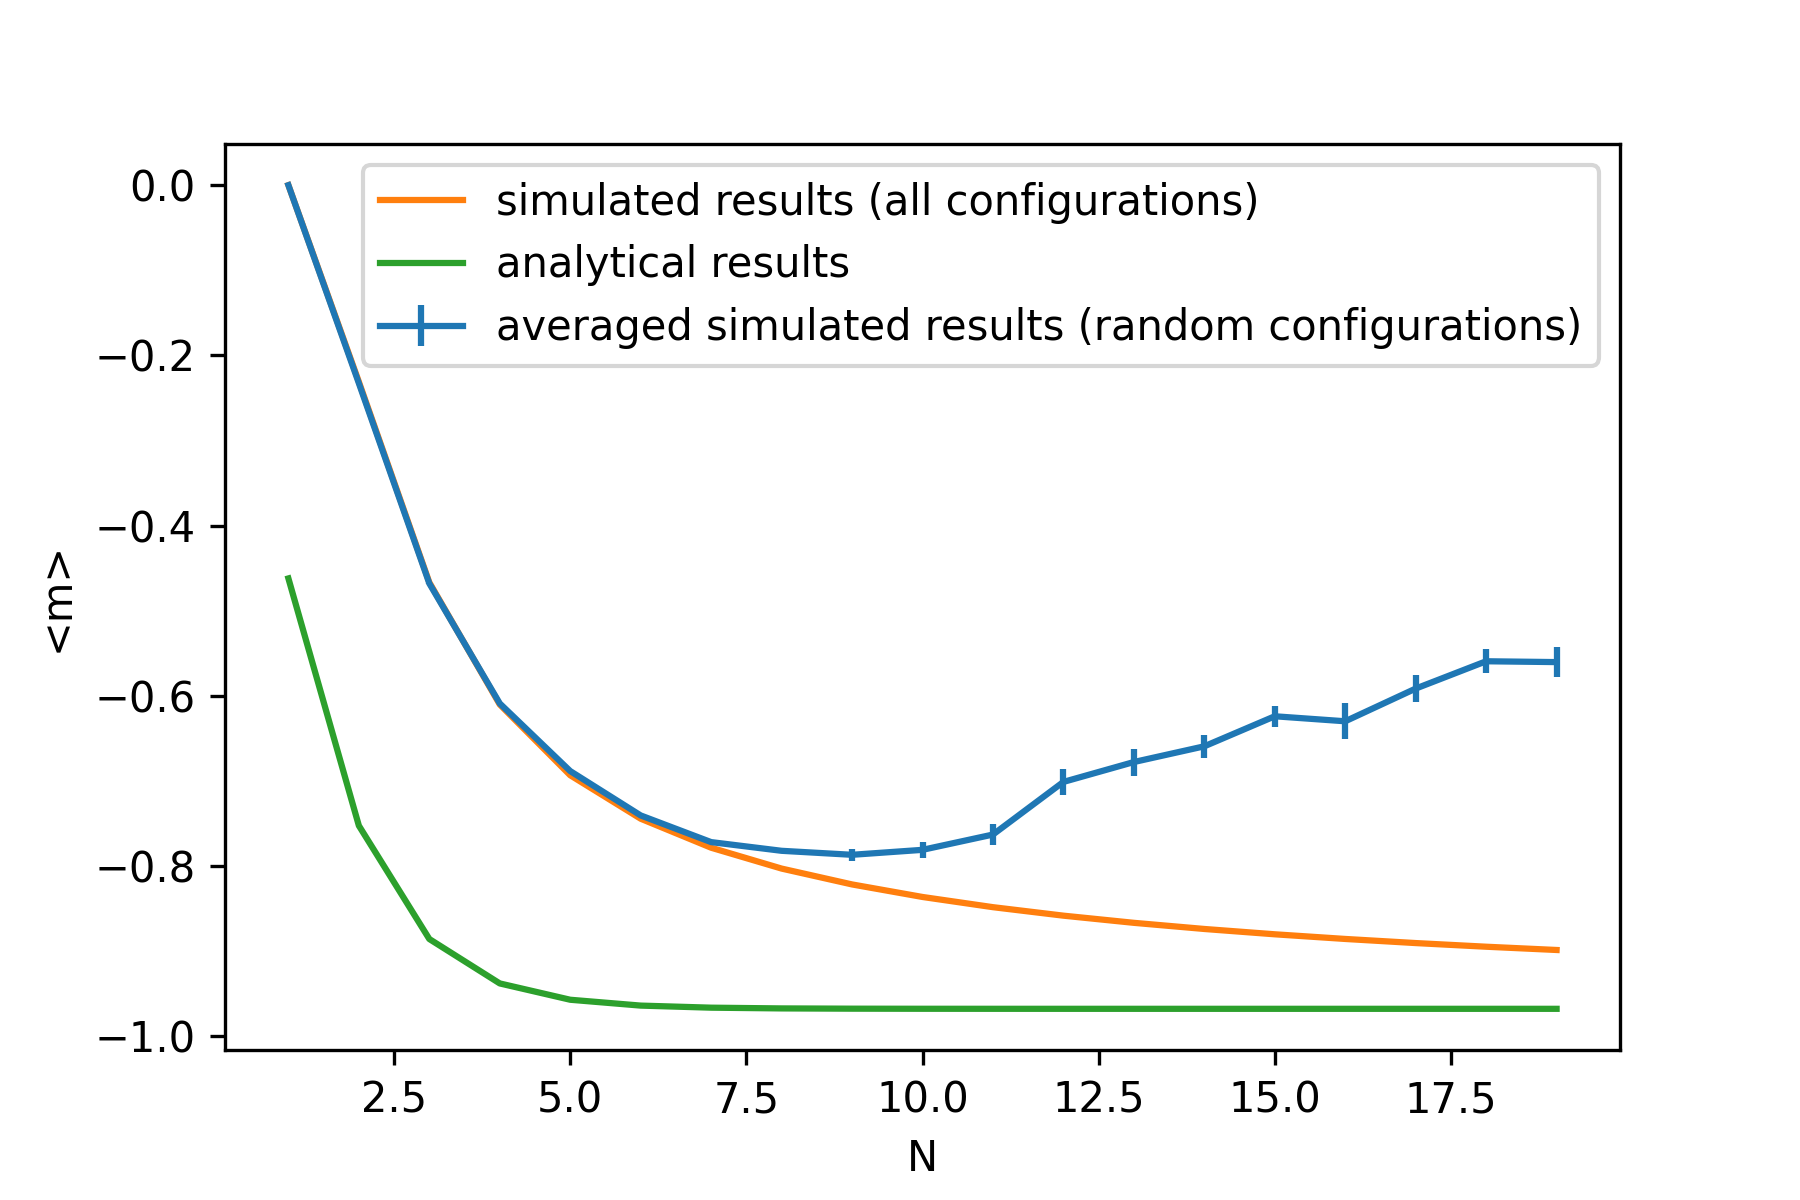 simulated results (all configurations)
analytical results
averaged simulated results (random configurations)
0.0
−0.2
−0.4
−0.6
−0.8
−1.0
<m>
2.5 5.0 7.5 10.0 12.5 15.0 17.5
N